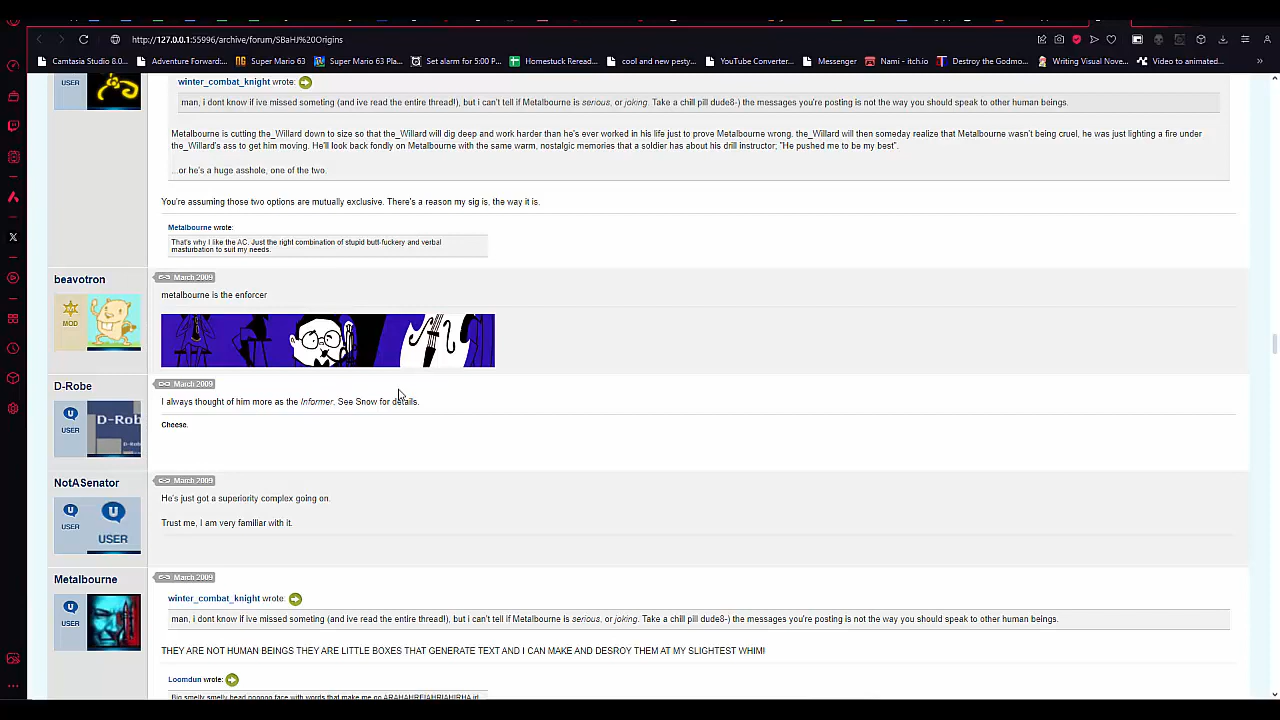 http://127.0.0.1:55996/archive/forum/SBaHJ%20Origins
Camtasia Studio 8.0...
Adventure Forward:...
Super Mario 63
Super Mario 63 Pla...
Set alarm for 5:00 P...
Homestuck Reread...
cool and new pesty...
YouTube Converter...
Messenger
Nami - itch.io
Destroy the Godmo...
Writing Visual Nove...
Video to animated...
»
USER
winter_combat_knight wrote:
man, i dont know if ive missed someting (and ive read the entire thread!), but i can't tell if Metalbourne is serious, or joking. Take a chill pill dude8-) the messages you're posting is not the way you should speak to other human beings.
Metalbourne is cutting the_Willard down to size so that the_Willard will dig deep and work harder than he's ever worked in his life just to prove Metalbourne wrong. the_Willard will then someday realize that Metalbourne wasn't being cruel, he was just lighting a fire under
the_Willard's ass to get him moving. He'll look back fondly on Metalbourne with the same warm, nostalgic memories that a soldier has about his drill instructor; "He pushed me to be my best".
...or he's a huge asshole, one of the two.
You're assuming those two options are mutually exclusive. There's a reason my sig is, the way it is.
Metalbourne wrote:
That's why I like the AC. Just the right combination of stupid butt-fuckery and verbal
masturbation to suit my needs.
beavotron
March 2009
MOD
metalbourne is the enforcer
D-Robe
March 2009
USER
D-Rob
I always thought of him more as the Informer. See Snow for details.
Cheese.
NotASenator
March 2009
USER
USER
He's just got a superiority complex going on.
Trust me, I am very familiar with it.
Metalbourne
March 2009
USER
winter_combat_knight wrote:
man, i dont know if ive missed someting (and ive read the entire thread!), but i can't tell if Metalbourne is serious, or joking. Take a chill pill dude8-) the messages you're posting is not the way you should speak to other human beings.
THEY ARE NOT HUMAN BEINGS THEY ARE LITTLE BOXES THAT GENERATE TEXT AND I CAN MAKE AND DESROY THEM AT MY SLIGHTEST WHIM!
Loomdun wrote: